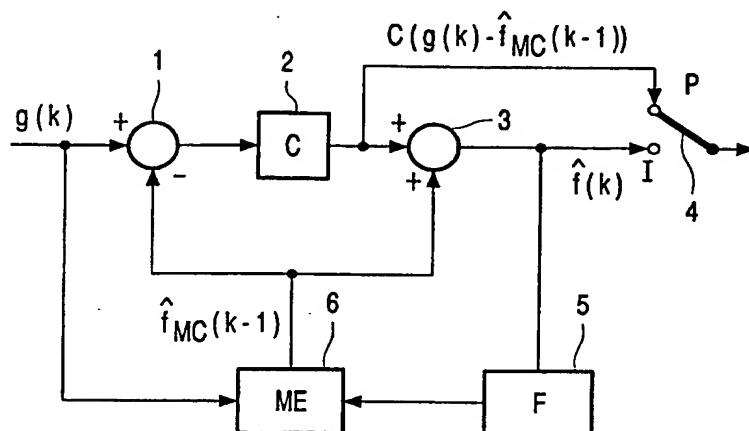 C(g(k)-f̂MC(k-1))
1
2
P
g(k)
+
C
+
3
-
+
I
4
f̂(k)
f̂MC(k-1)
6
5
ME
F